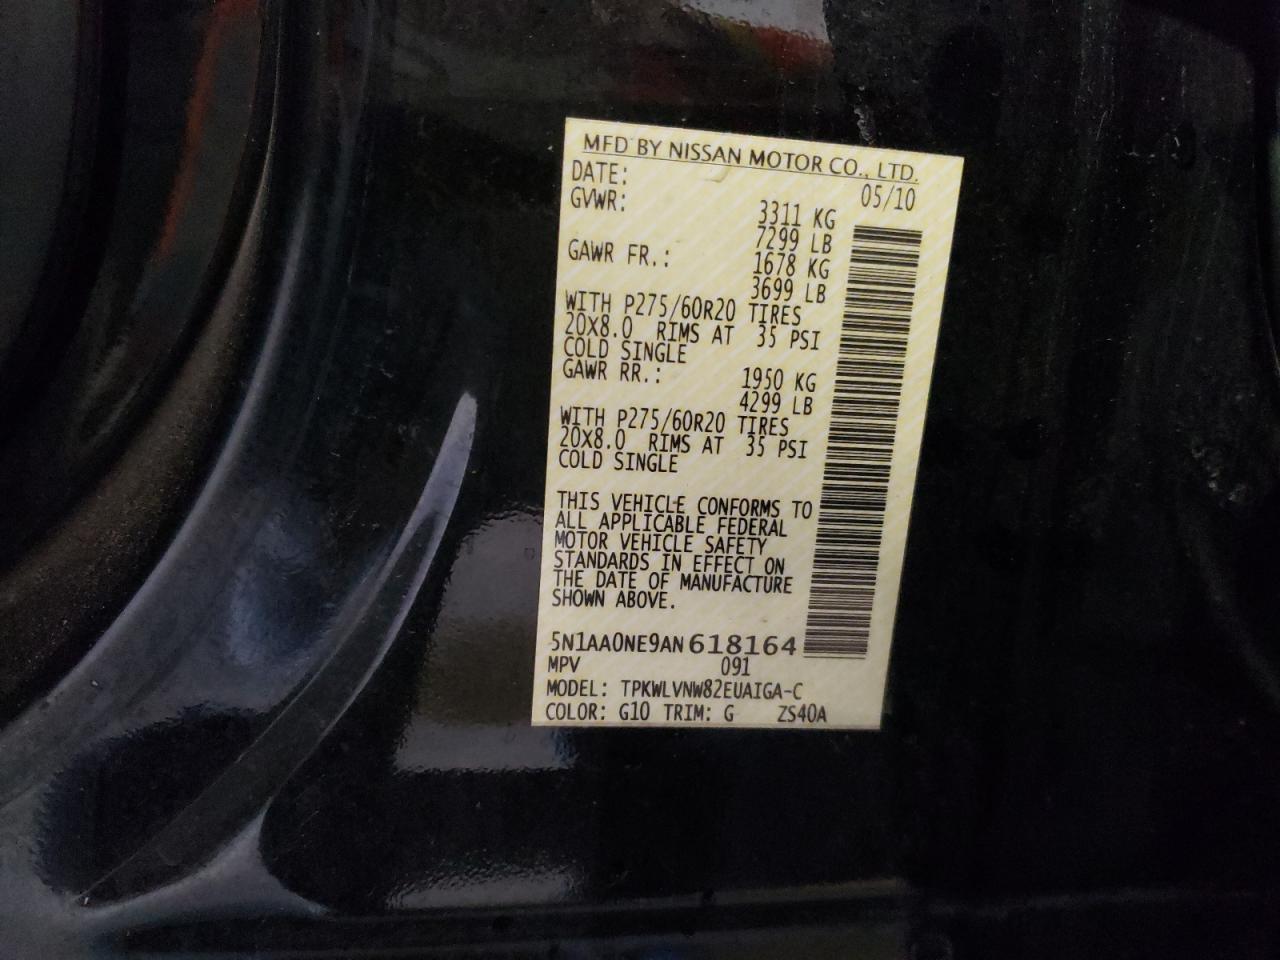 MFD BY NISSAN MOTOR CO., LTD.
DATE: 05/10
GVWR: 3311 KG
7299 LB
GAWR FR.: 1678 KG
3699 LB
WITH P275/60R20 TIRES
20X8.0 RIMS AT 35 PSI
COLD SINGLE
GAWR RR.: 1950 KG
4299 LB
WITH P275/60R20 TIRES
20X8.0 RIMS AT 35 PSI
COLD SINGLE
THIS VEHICLE CONFORMS TO
ALL APPLICABLE FEDERAL
MOTOR VEHICLE SAFETY
STANDARDS IN EFFECT ON
THE DATE OF MANUFACTURE
SHOWN ABOVE.
5N1AA0NE9AN618164
MPV 091
MODEL: TPKWLVNW82EUAIGA-C
COLOR: G10 TRIM: G ZS40A